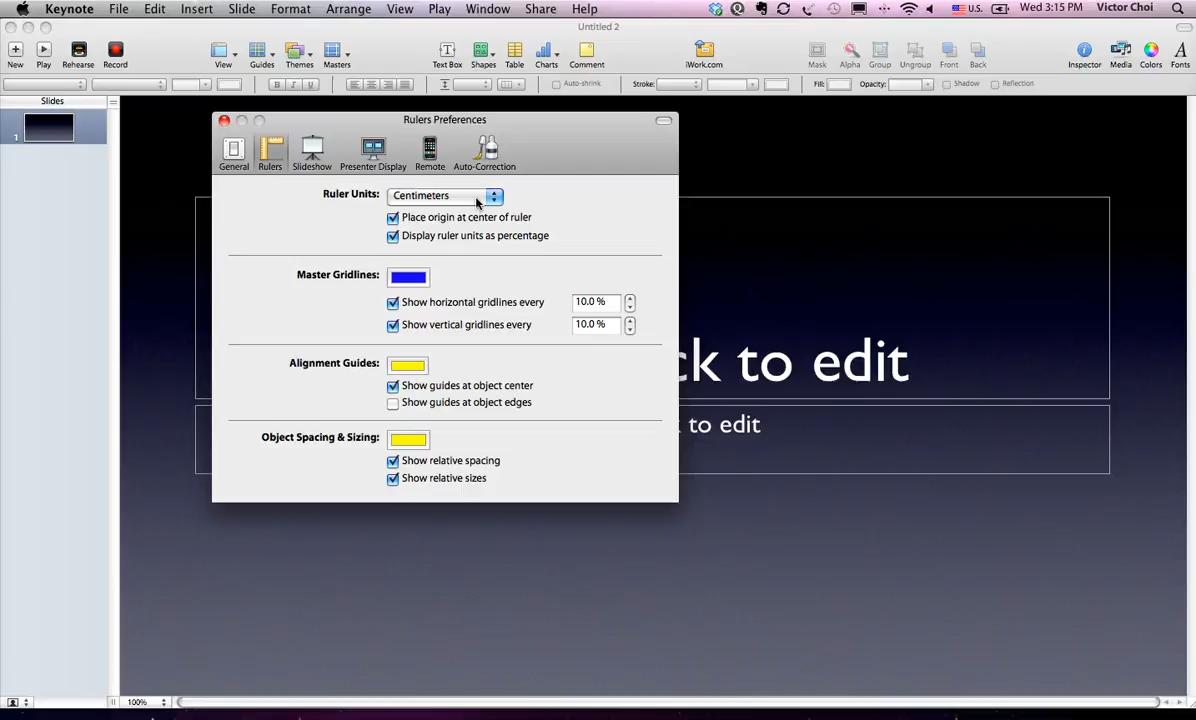 Keynote File Edit Insert Slide Format Arrange View Play Window Share Help U.S. Wed 3:15 PM Victor Choi
Untitled 2
New Play Rehearse Record View Guides Themes Masters Text Box Shapes Table Charts Comment iWork.com Mask Alpha Group Ungroup Front Back Inspector Media Colors Fonts
B I U Auto-shrink Stroke: Fill: Opacity: Shadow Reflection
Slides
1
Rulers Preferences
General Rulers Slideshow Presenter Display Remote Auto-Correction
Ruler Units: Centimeters
Place origin at center of ruler
Display ruler units as percentage
Master Gridlines:
Show horizontal gridlines every 10.0 %
Show vertical gridlines every 10.0 %
Alignment Guides:
Show guides at object center
Show guides at object edges
Object Spacing & Sizing:
Show relative spacing
Show relative sizes
ck to edit
k to edit
100%